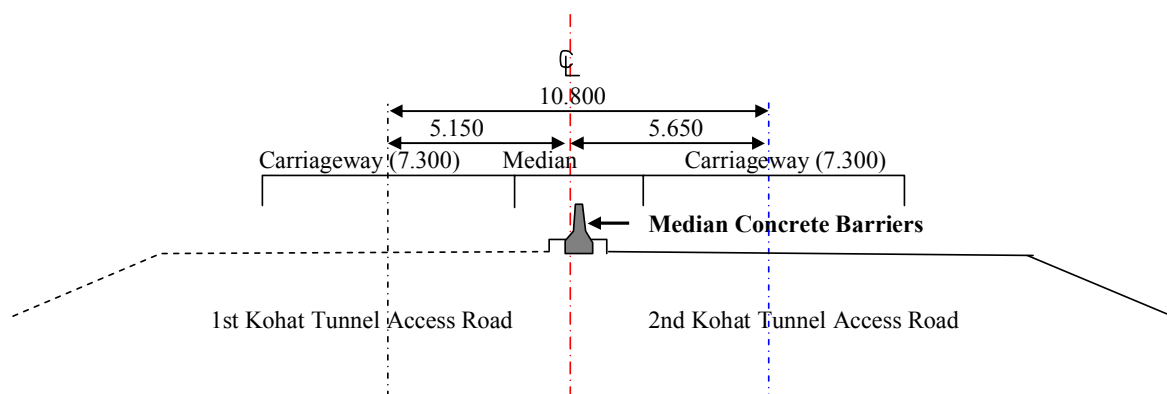 ℄
10.800
5.150 5.650
Carriageway (7.300) Median Carriageway (7.300)
Median Concrete Barriers
1st Kohat Tunnel Access Road 2nd Kohat Tunnel Access Road